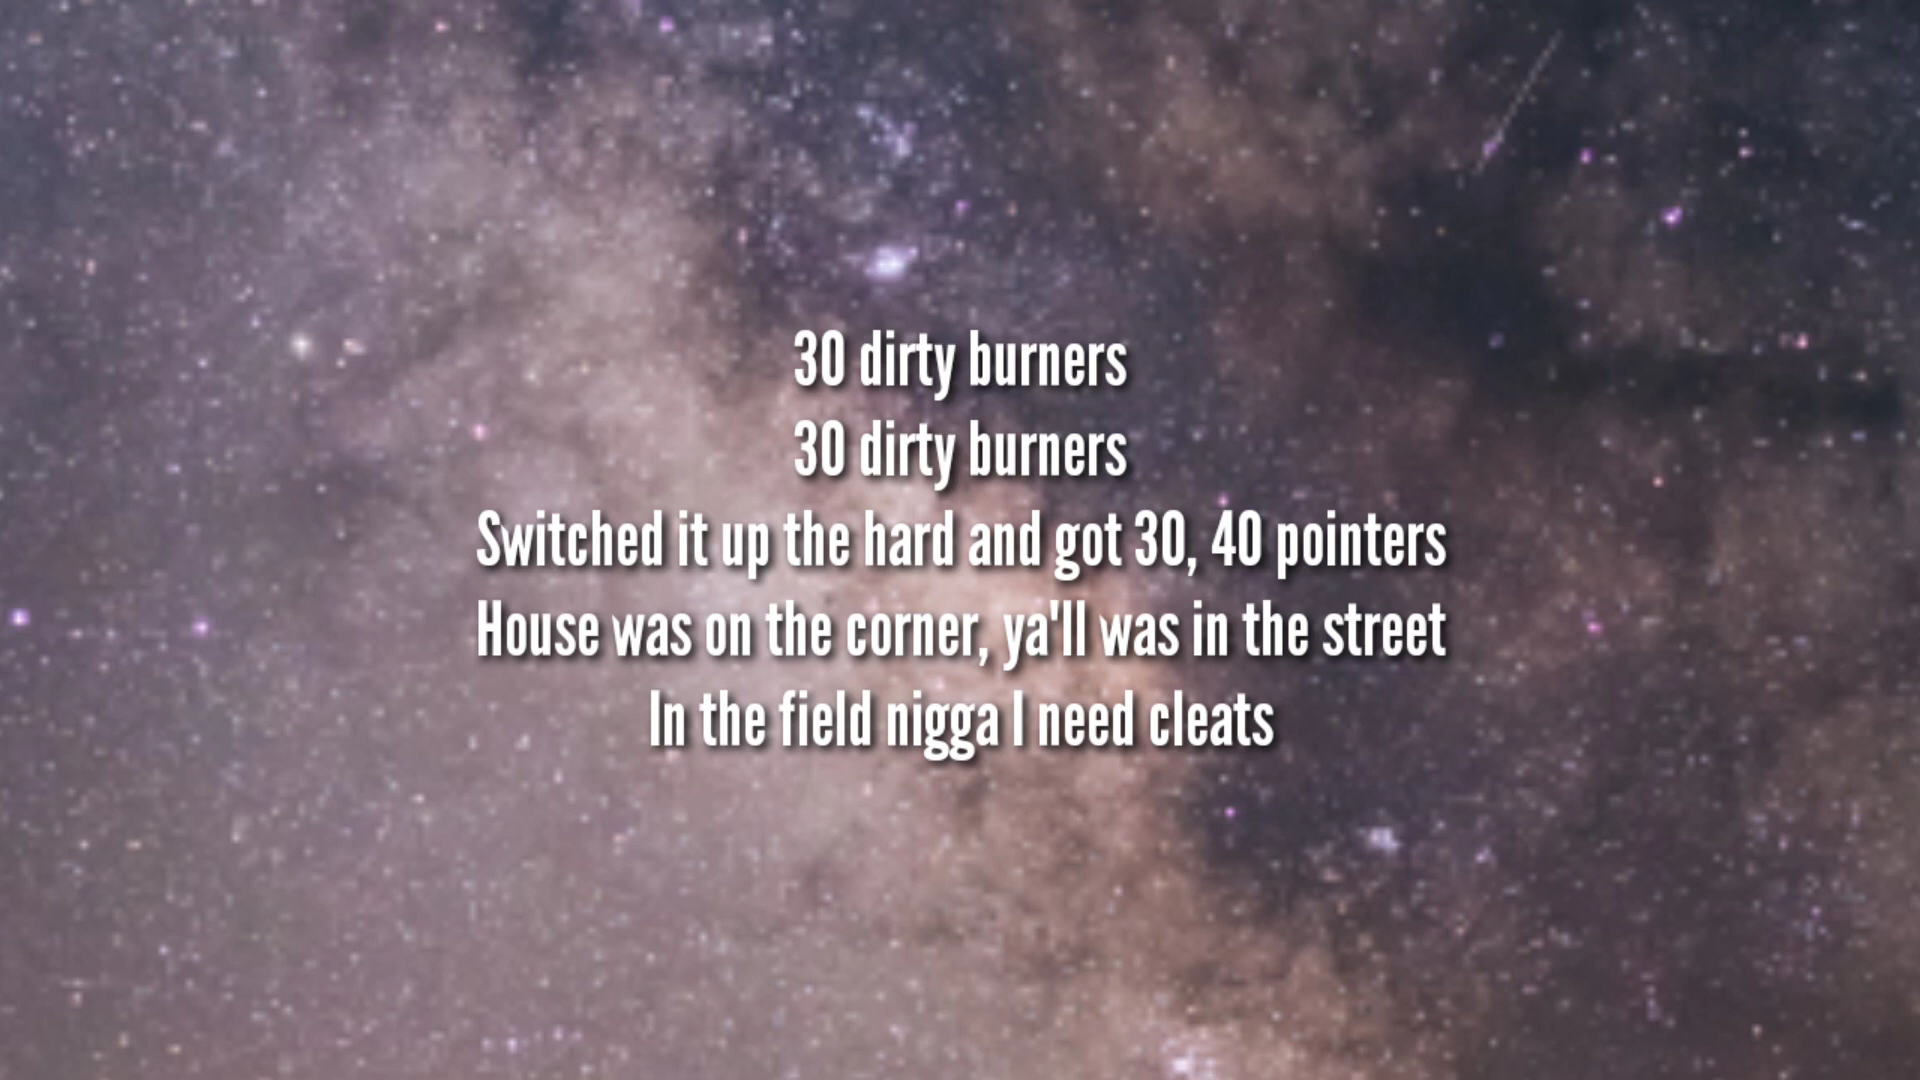 30 dirty burners
30 dirty burners
Switched it up the hard and got 30, 40 pointers
House was on the corner, ya'll was in the street
In the field nigga I need cleats